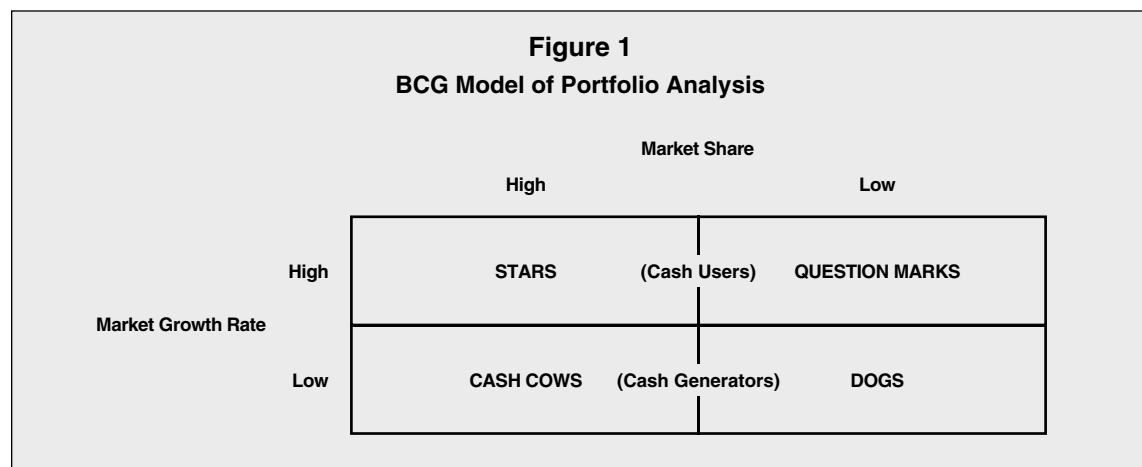 Figure 1
BCG Model of Portfolio Analysis
Market Share
High Low
High STARS (Cash Users) QUESTION MARKS
Market Growth Rate
Low CASH COWS (Cash Generators) DOGS